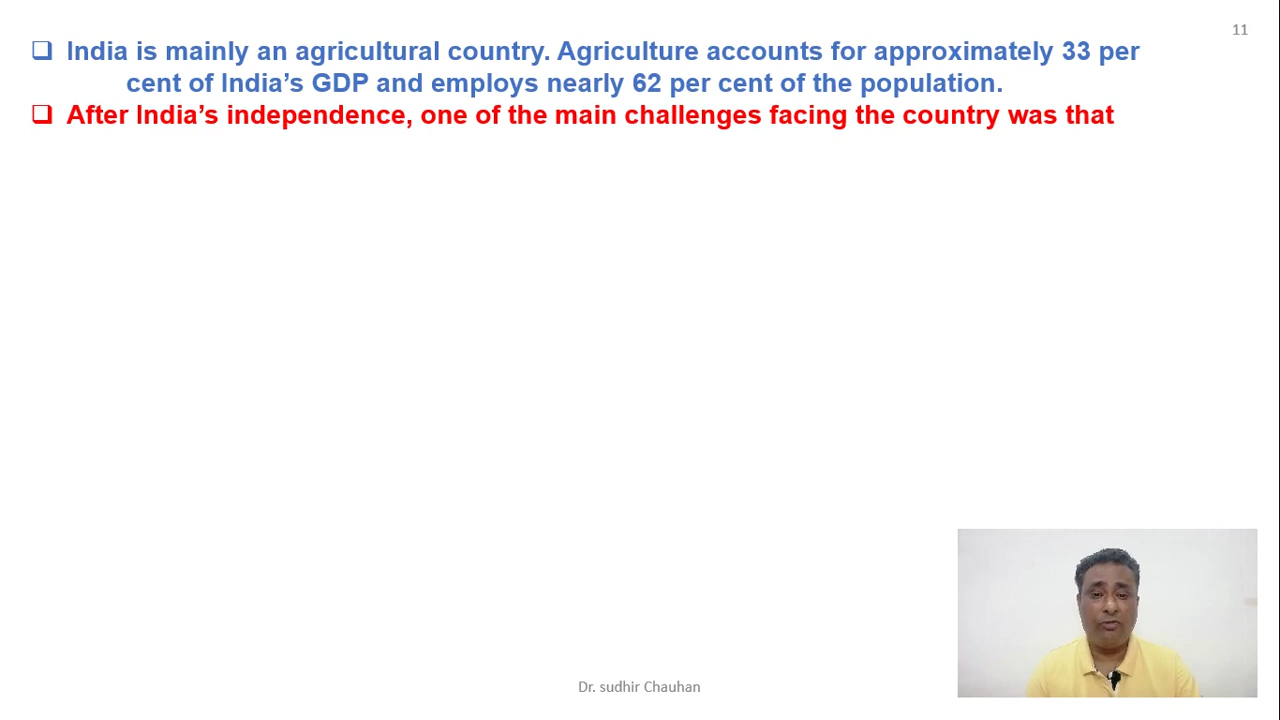 11
❑ India is mainly an agricultural country. Agriculture accounts for approximately 33 per
cent of India’s GDP and employs nearly 62 per cent of the population.
❑ After India’s independence, one of the main challenges facing the country was that
Dr. sudhir Chauhan